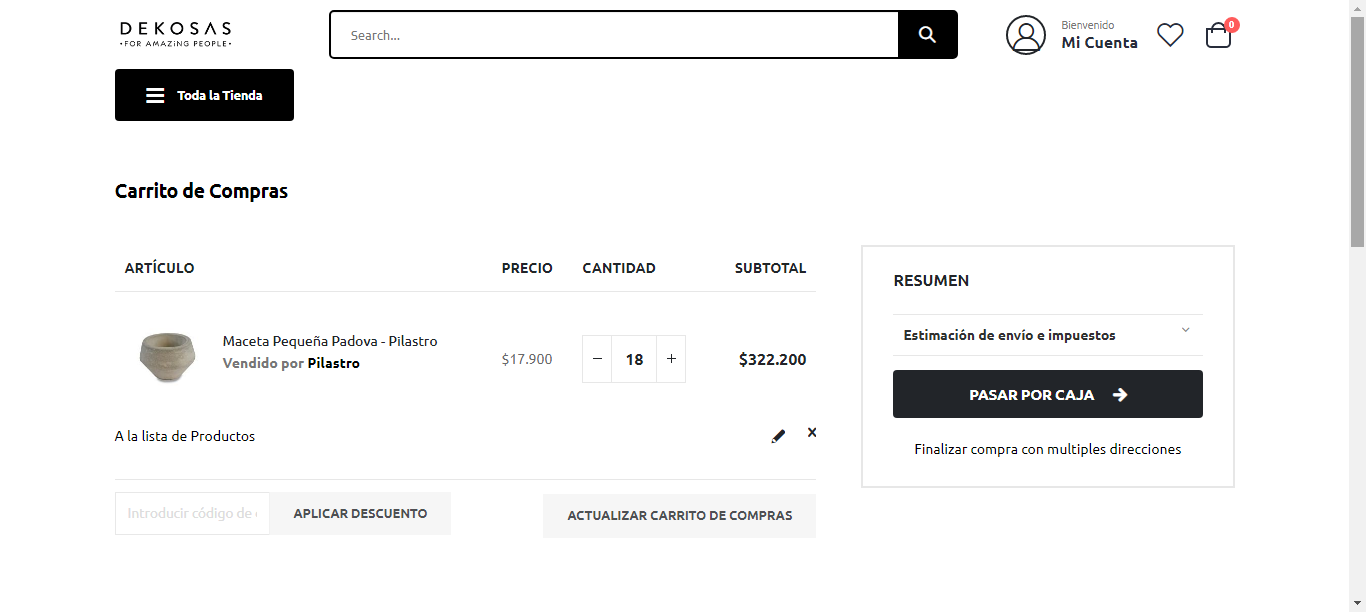 DEKOSAS
•FOR AMAZING PEOPLE•
Search...
Bienvenido
Mi Cuenta
0
Toda la Tienda
Carrito de Compras
ARTÍCULO PRECIO CANTIDAD SUBTOTAL
Maceta Pequeña Padova - Pilastro
Vendido por Pilastro
$17.900 − 18 + $322.200
A la lista de Productos
Introducir código de
APLICAR DESCUENTO
ACTUALIZAR CARRITO DE COMPRAS
RESUMEN
Estimación de envío e impuestos
PASAR POR CAJA
Finalizar compra con multiples direcciones